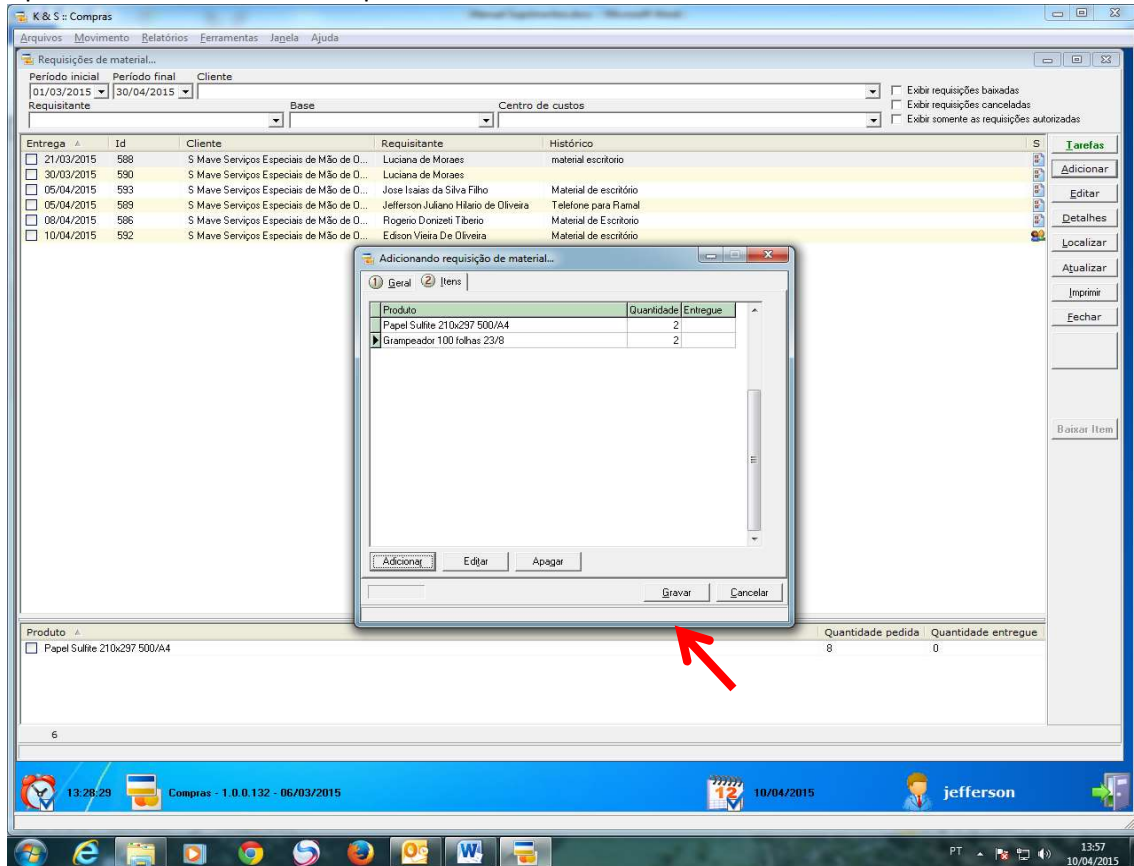 K & S :: Compras
Arquivos Movimento Relatórios Ferramentas Janela Ajuda
Requisições de material...
Período inicial Período final Cliente
01/03/2015 30/04/2015
Exibir requisições baixadas
Requisitante Base Centro de custos
Exibir requisições canceladas
Exibir somente as requisições autorizadas
Entrega Id Cliente Requisitante Histórico S
21/03/2015 588 S Mave Serviços Especiais de Mão de O... Luciana de Moraes material escritorio
30/03/2015 590 S Mave Serviços Especiais de Mão de O... Luciana de Moraes
05/04/2015 593 S Mave Serviços Especiais de Mão de O... Jose Isaias da Silva Filho Material de escritório
05/04/2015 589 S Mave Serviços Especiais de Mão de O... Jefferson Juliano Hilario de Oliveira Telefone para Ramal
08/04/2015 586 S Mave Serviços Especiais de Mão de O... Rogerio Donizeti Tiberio Material de Escritorio
10/04/2015 592 S Mave Serviços Especiais de Mão de O... Edison Vieira De Oliveira Material de escritório
Tarefas
Adicionar
Editar
Detalhes
Localizar
Atualizar
Imprimir
Fechar
Baixar Item
Adicionando requisição de material...
1 Geral 2 Itens
Produto Quantidade Entregue
Papel Sulfite 210x297 500/A4 2
Grampeador 100 folhas 23/8 2
Adicionar Editar Apagar
Gravar Cancelar
Produto Quantidade pedida Quantidade entregue
Papel Sulfite 210x297 500/A4 8 0
6
13:28:29 Compras - 1.0.0.132 - 06/03/2015 12 10/04/2015 jefferson
PT 13:57
10/04/2015